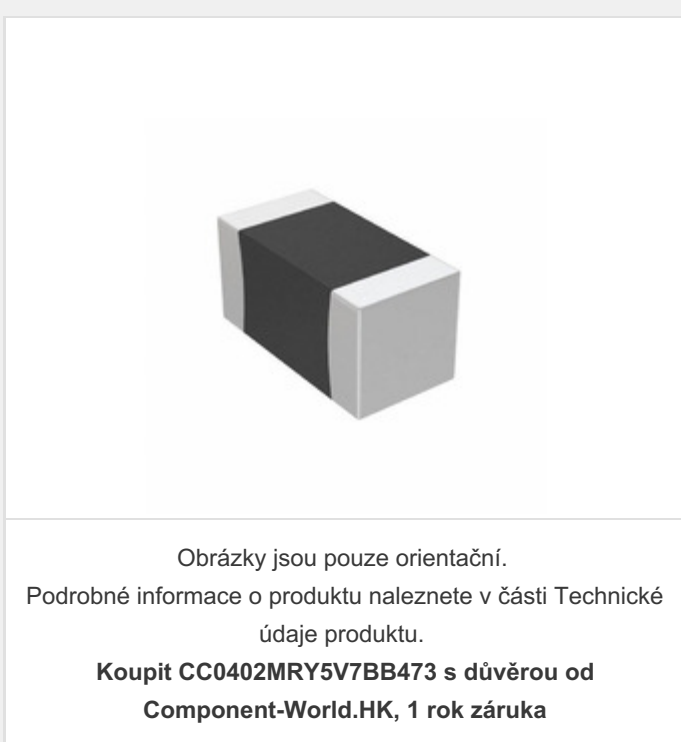 Obrázky jsou pouze orientační.
Podrobné informace o produktu naleznete v části Technické
údaje produktu.
Koupit CC0402MRY5V7BB473 s důvěrou od
Component-World.HK, 1 rok záruka